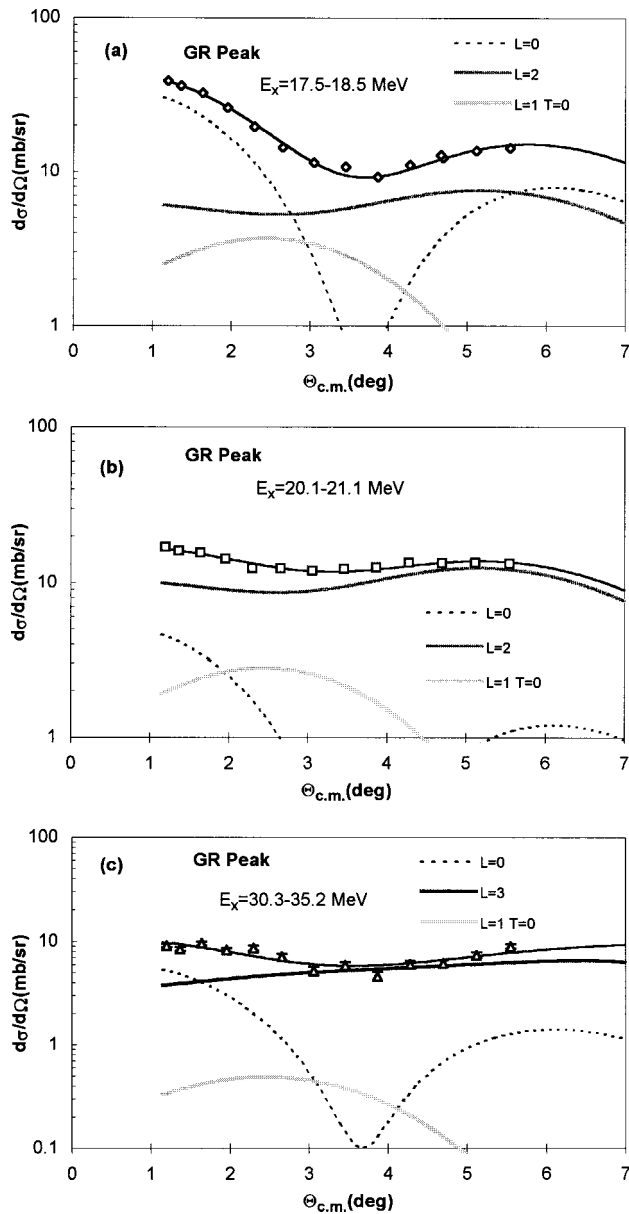 100
(a)
GR Peak
L=0
Eₓ=17.5-18.5 MeV
L=2
L=1 T=0
10
dσ/dΩ(mb/sr)
1
0 1 2 3 4 5 6 7
Θc.m.(deg)
100
(b)
GR Peak
Eₓ=20.1-21.1 MeV
10
dσ/dΩ(mb/sr)
L=0
L=2
L=1 T=0
1
0 1 2 3 4 5 6 7
Θc.m.(deg)
100
(c)
GR Peak
L=0
Eₓ=30.3-35.2 MeV
L=3
L=1 T=0
10
dσ/dΩ(mb/sr)
1
0.1
0 1 2 3 4 5 6 7
Θc.m.(deg)